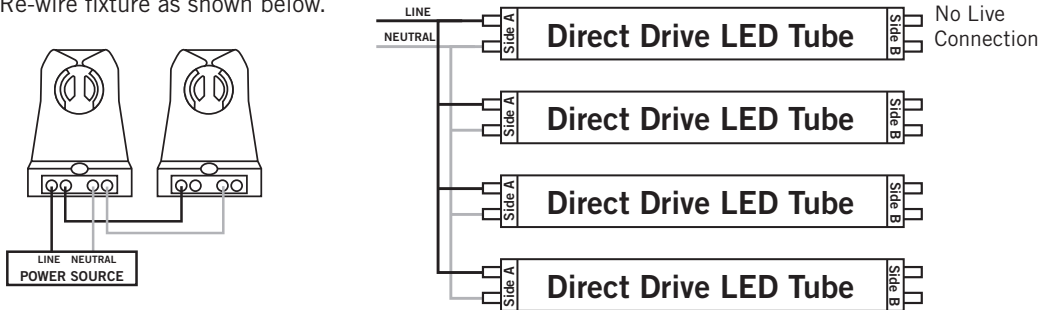 Re-wire fixture as shown below.
LINE NEUTRAL
POWER SOURCE
LINE
NEUTRAL
Side A Direct Drive LED Tube Side B
No Live
Connection
Side A Direct Drive LED Tube Side B
Side A Direct Drive LED Tube Side B
Side A Direct Drive LED Tube Side B